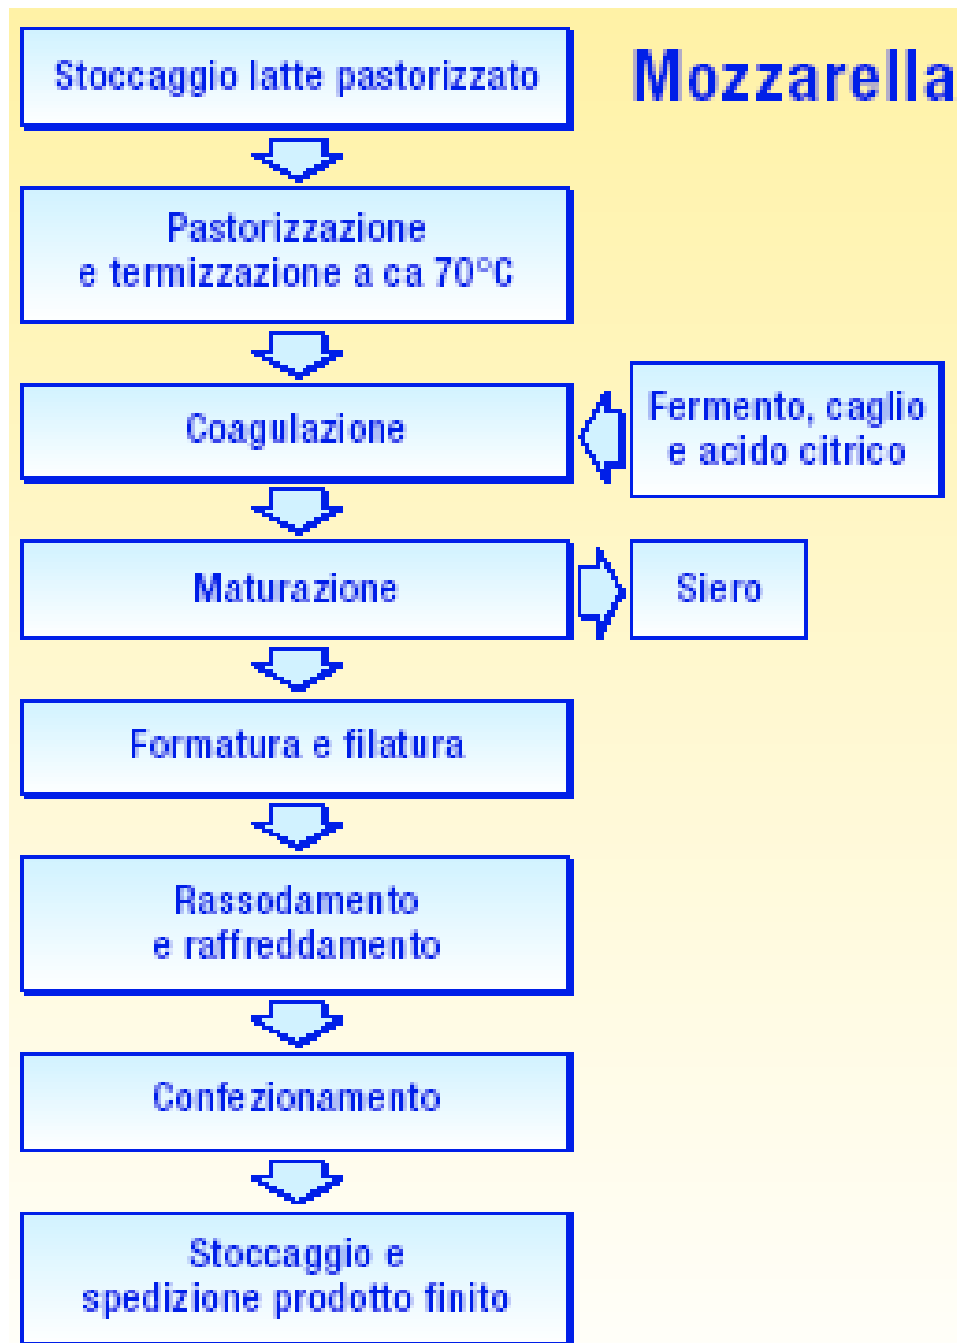 Mozzarella
Stoccaggio latte pastorizzato
Pastorizzazione
e termizzazione a ca 70°C
Coagulazione
Fermento, caglio
e acido citrico
Maturazione
Siero
Formatura e filatura
Rassodamento
e raffreddamento
Confezionamento
Stoccaggio e
spedizione prodotto finito